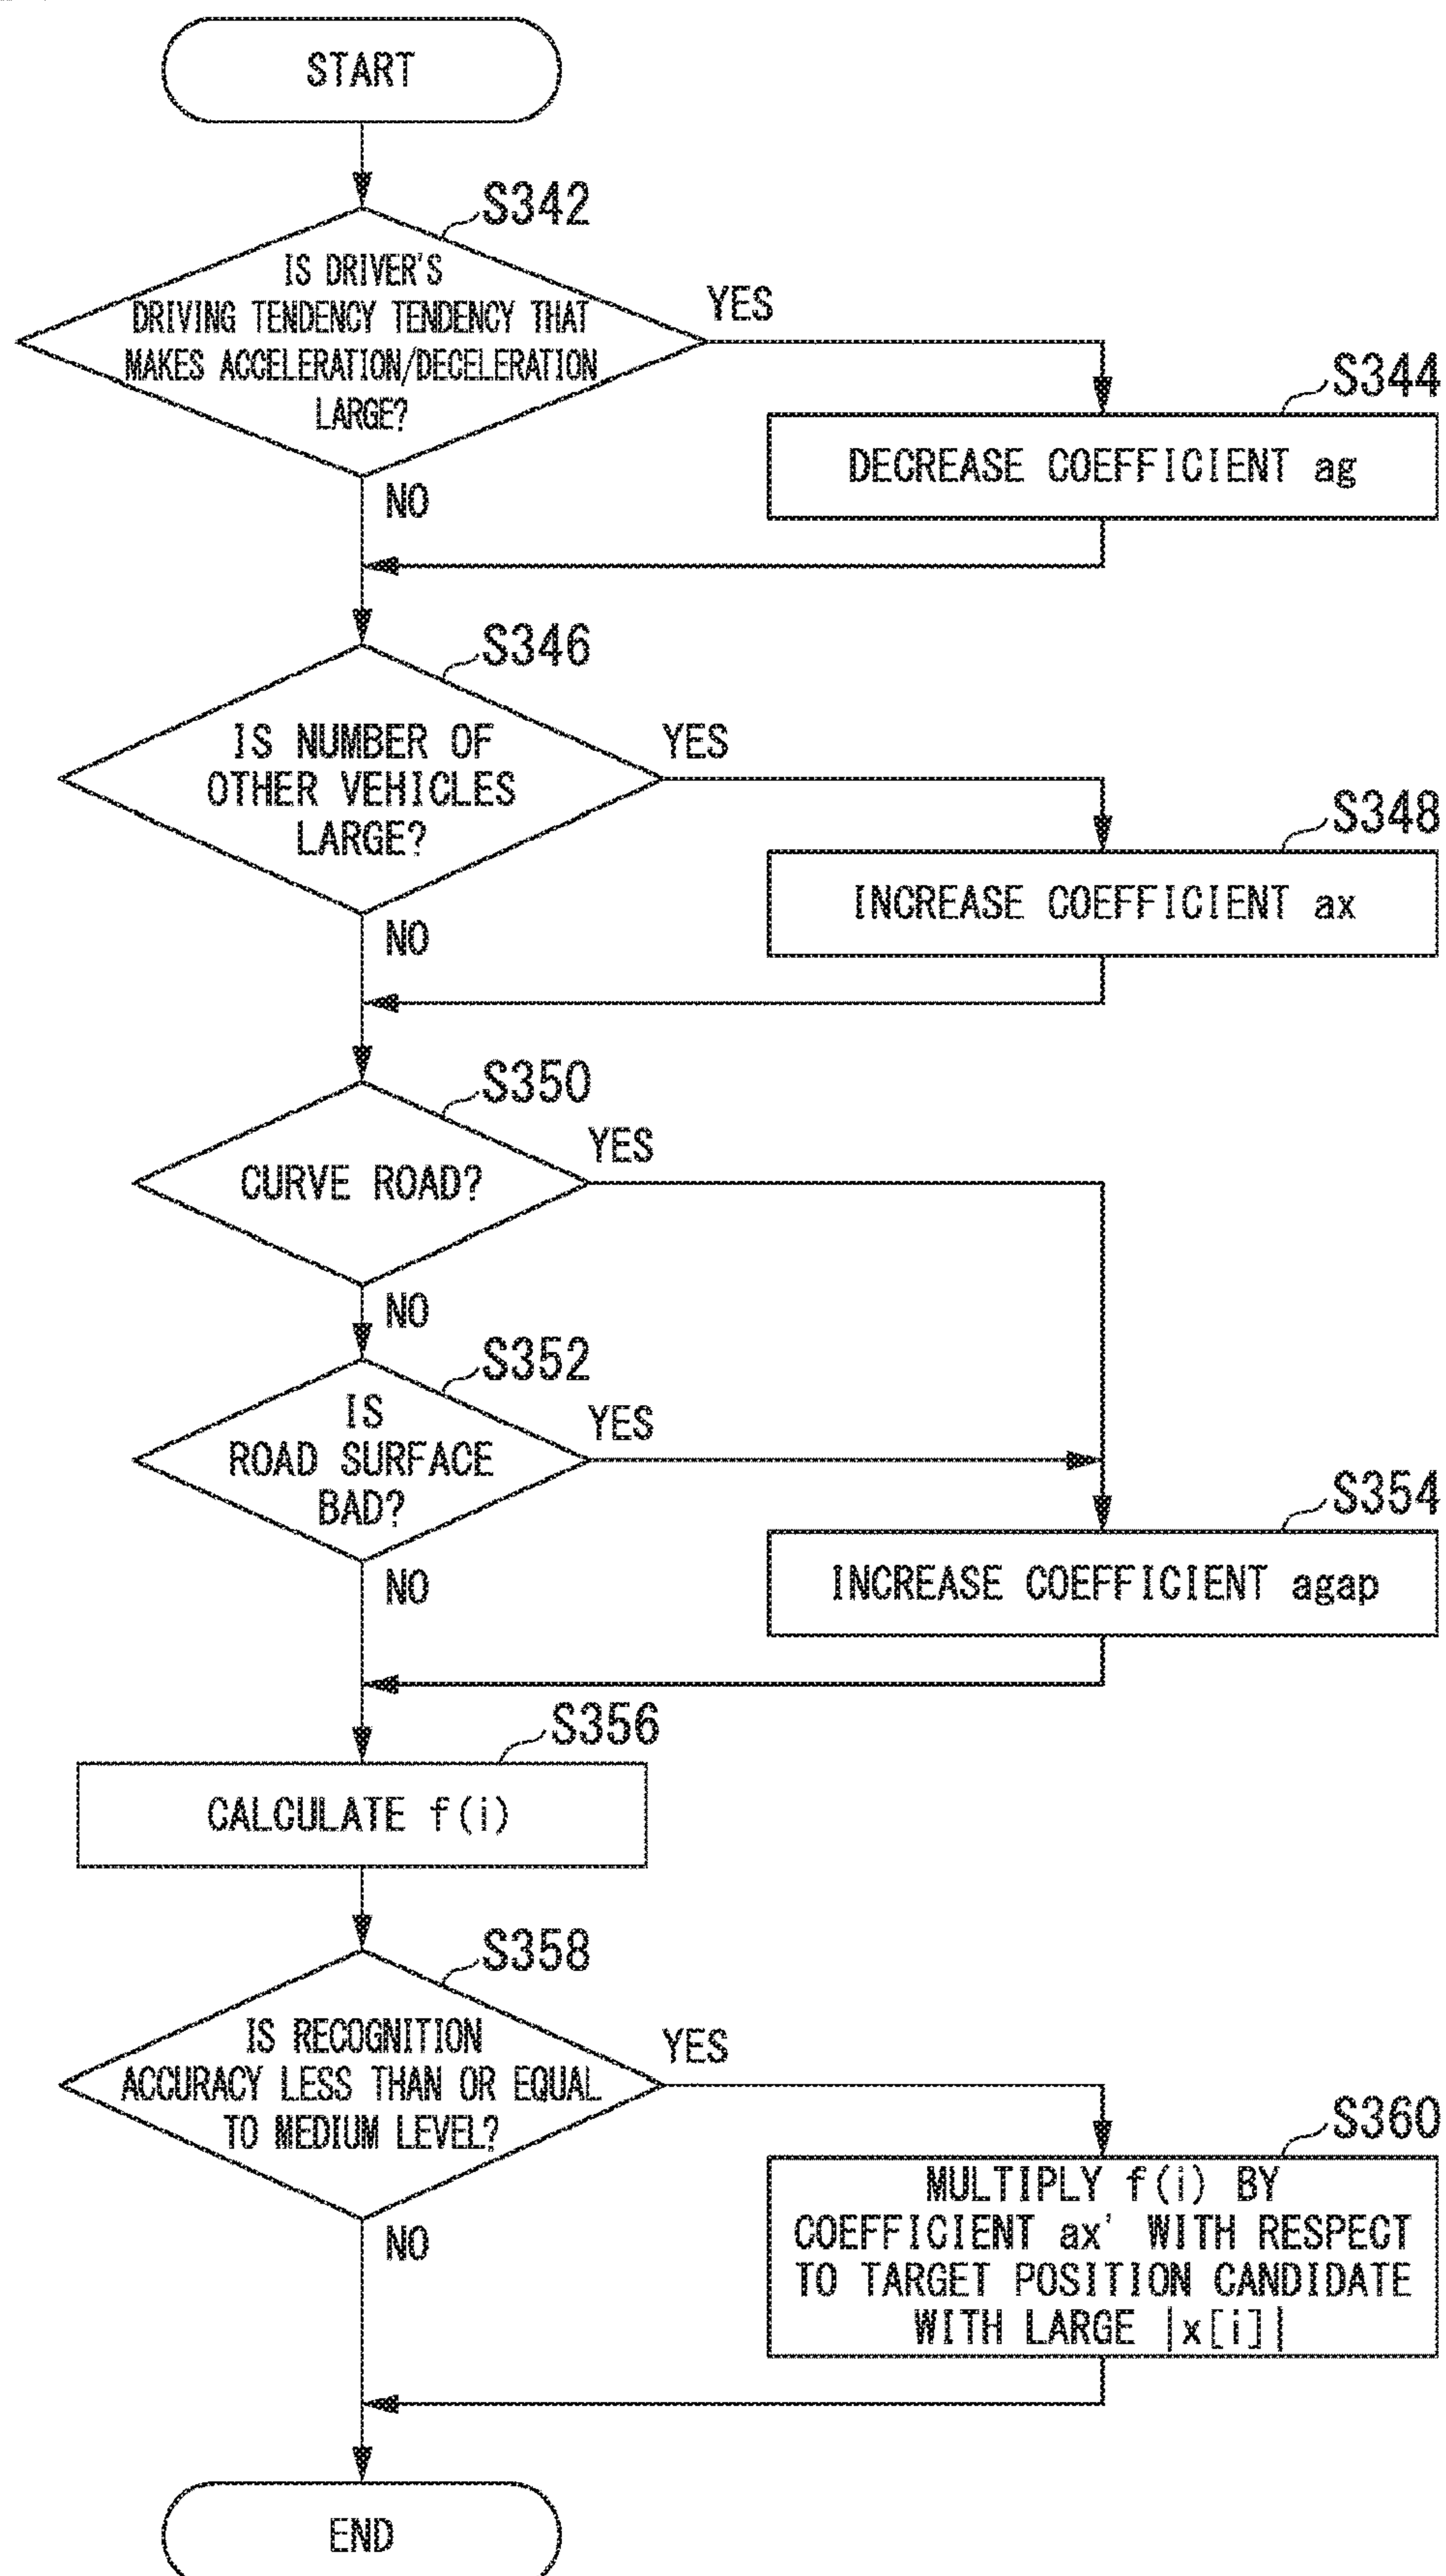 START
S342
IS DRIVER'S
DRIVING TENDENCY TENDENCY THAT
MAKES ACCELERATION/DECELERATION
LARGE?
YES
S344
DECREASE COEFFICIENT ag
NO
S346
IS NUMBER OF
OTHER VEHICLES
LARGE?
YES
S348
INCREASE COEFFICIENT ax
NO
S350
CURVE ROAD?
YES
NO
S352
IS
ROAD SURFACE
BAD?
YES
S354
INCREASE COEFFICIENT agap
NO
S356
CALCULATE f(i)
S358
IS RECOGNITION
ACCURACY LESS THAN OR EQUAL
TO MEDIUM LEVEL?
YES
S360
MULTIPLY f(i) BY
COEFFICIENT ax' WITH RESPECT
TO TARGET POSITION CANDIDATE
WITH LARGE |x[i]|
NO
END